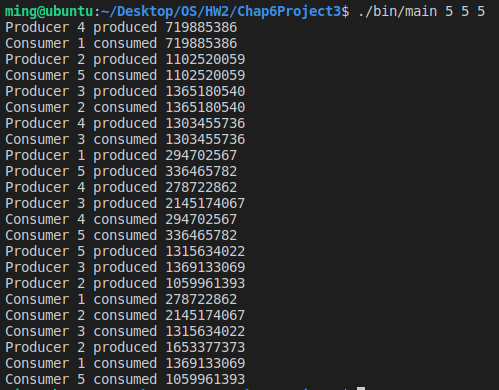 ming@ubuntu:~/Desktop/OS/HW2/Chap6Project3$ ./bin/main 5 5 5
Producer 4 produced 719885386
Consumer 1 consumed 719885386
Producer 2 produced 1102520059
Consumer 5 consumed 1102520059
Producer 3 produced 1365180540
Consumer 2 consumed 1365180540
Producer 4 produced 1303455736
Consumer 3 consumed 1303455736
Producer 1 produced 294702567
Producer 5 produced 336465782
Producer 4 produced 278722862
Producer 3 produced 2145174067
Consumer 4 consumed 294702567
Consumer 5 consumed 336465782
Producer 5 produced 1315634022
Producer 3 produced 1369133069
Producer 2 produced 1059961393
Consumer 1 consumed 278722862
Consumer 2 consumed 2145174067
Consumer 3 consumed 1315634022
Producer 2 produced 1653377373
Consumer 1 consumed 1369133069
Consumer 5 consumed 1059961393